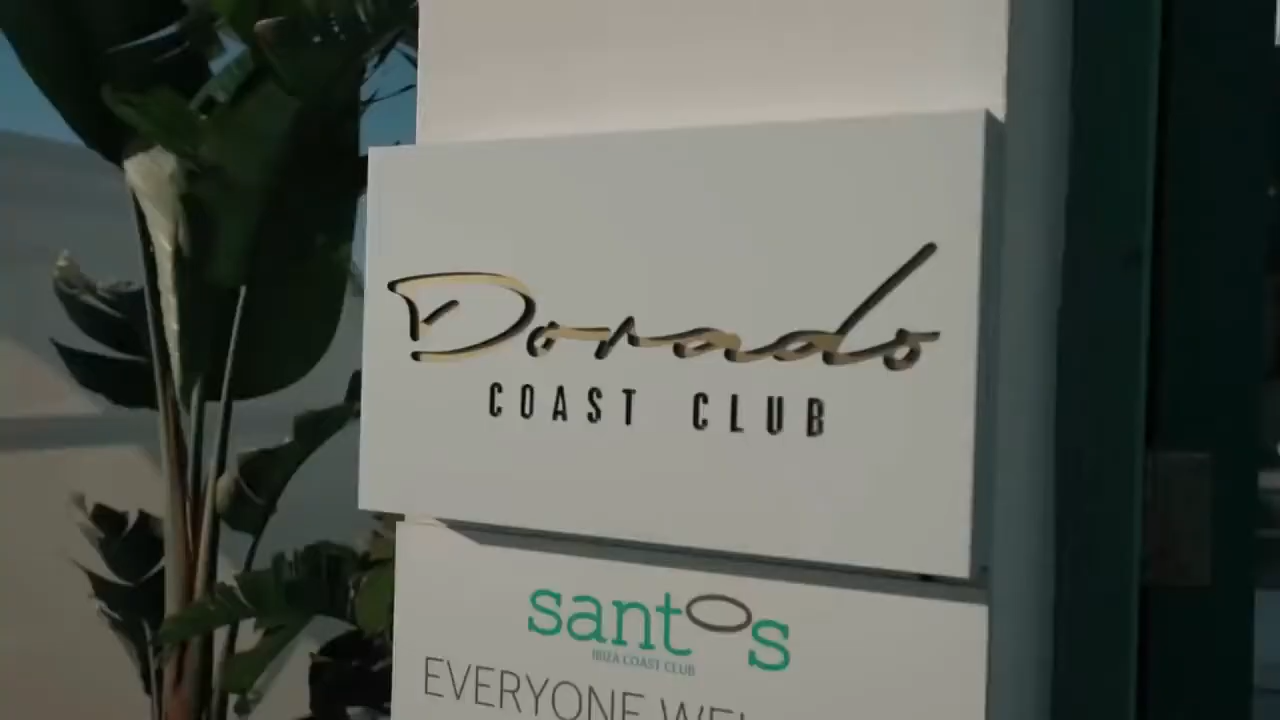 Dorado
COAST CLUB
santos
IBIZA COAST CLUB
EVERYONE